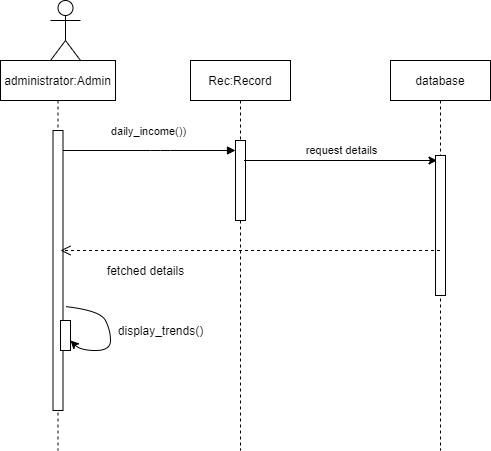 administrator:Admin
Rec:Record
database
daily_income())
request details
fetched details
display_trends()